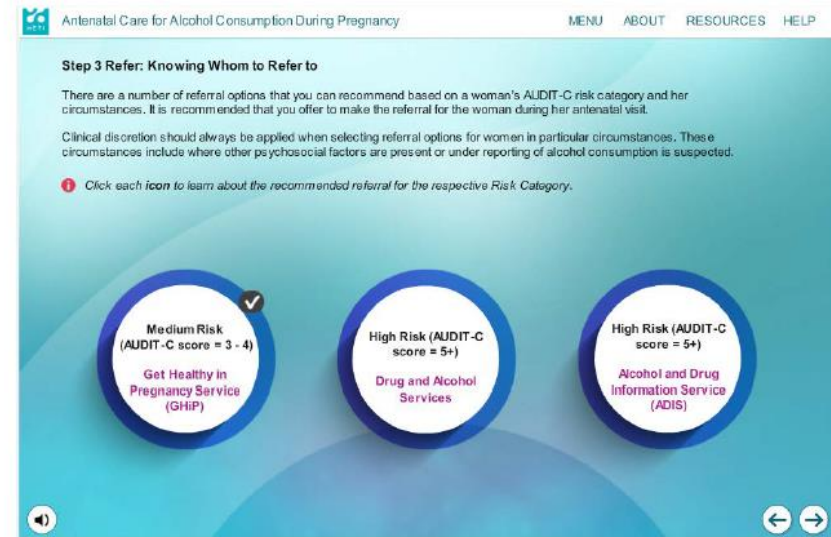 HETI
Antenatal Care for Alcohol Consumption During Pregnancy
MENU ABOUT RESOURCES HELP
Step 3 Refer: Knowing Whom to Refer to
There are a number of referral options that you can recommend based on a woman's AUDIT-C risk category and her
circumstances. It is recommended that you offer to make the referral for the woman during her antenatal visit.
Clinical discretion should always be applied when selecting referral options for women in particular circumstances. These
circumstances include where other psychosocial factors are present or under reporting of alcohol consumption is suspected.
Click each icon to learn about the recommended referral for the respective Risk Category.
Medium Risk
(AUDIT-C score = 3 - 4)
Get Healthy in
Pregnancy Service
(GHiP)
High Risk (AUDIT-C
score = 5+)
Drug and Alcohol
Services
High Risk (AUDIT-C
score = 5+)
Alcohol and Drug
Information Service
(ADIS)